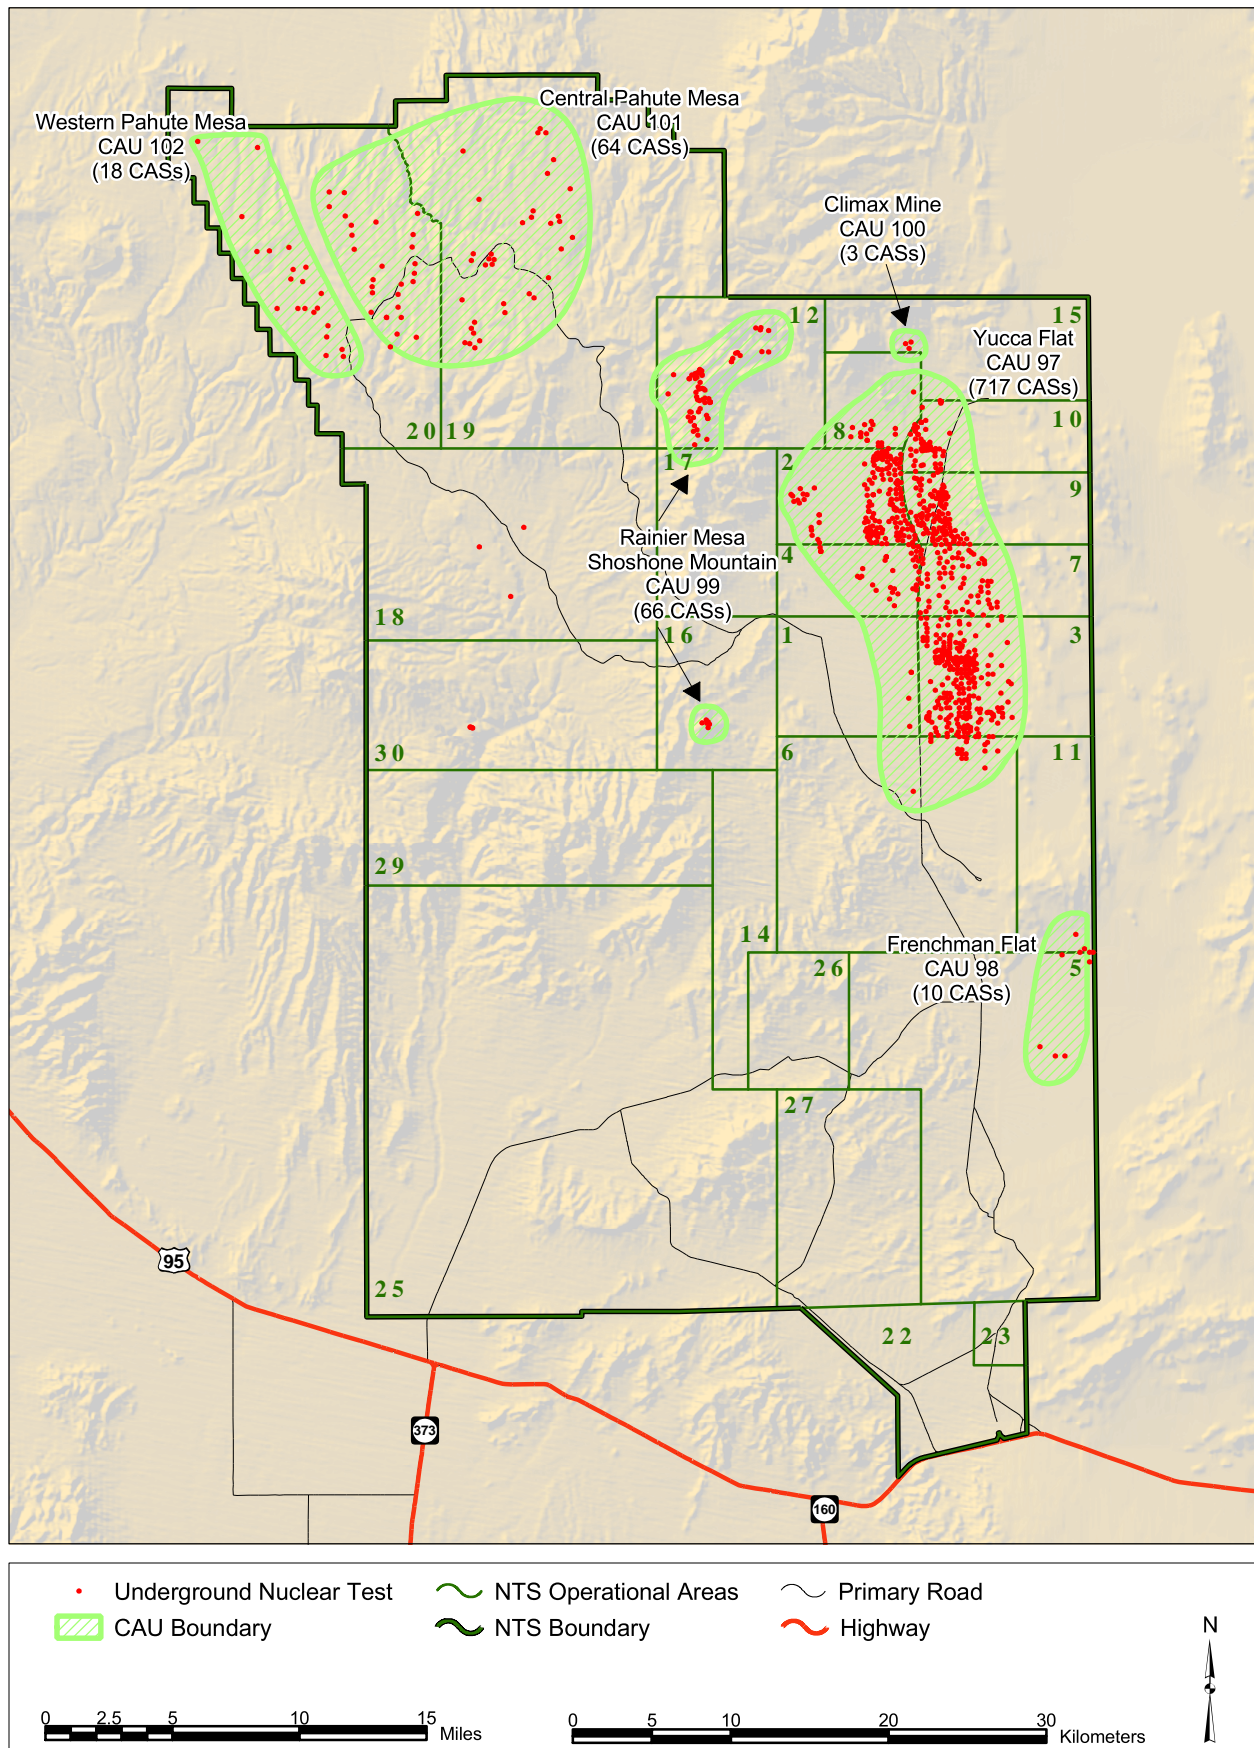 Western Pahute Mesa
CAU 102
(18 CASs)
Central Pahute Mesa
CAU 101
(64 CASs)
Climax Mine
CAU 100
(3 CASs)
12
15
Yucca Flat
CAU 97
(717 CASs)
10
20
19
8
17
2
9
Rainier Mesa
Shoshone Mountain
CAU 99
(66 CASs)
4
7
18
16
1
3
30
6
11
29
14
26
Frenchman Flat
CAU 98
(10 CASs)
5
27
95
25
22
23
373
160
Underground Nuclear Test
NTS Operational Areas
Primary Road
CAU Boundary
NTS Boundary
Highway
N
0 2.5 5 10 15
Miles
0 5 10 20 30
Kilometers